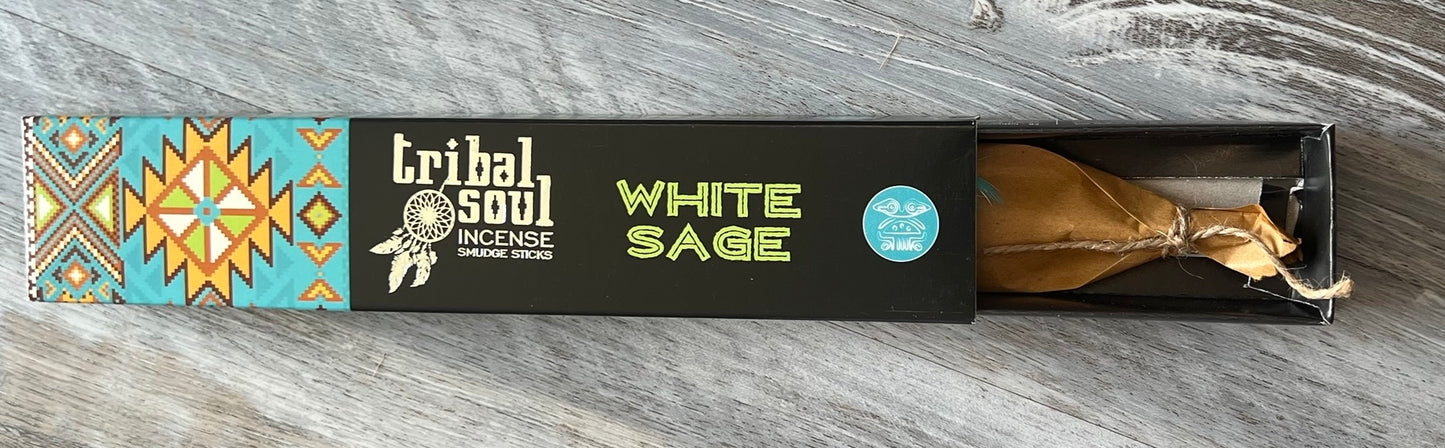 tribal
soul
INCENSE
SMUDGE STICKS
WHITE
SAGE